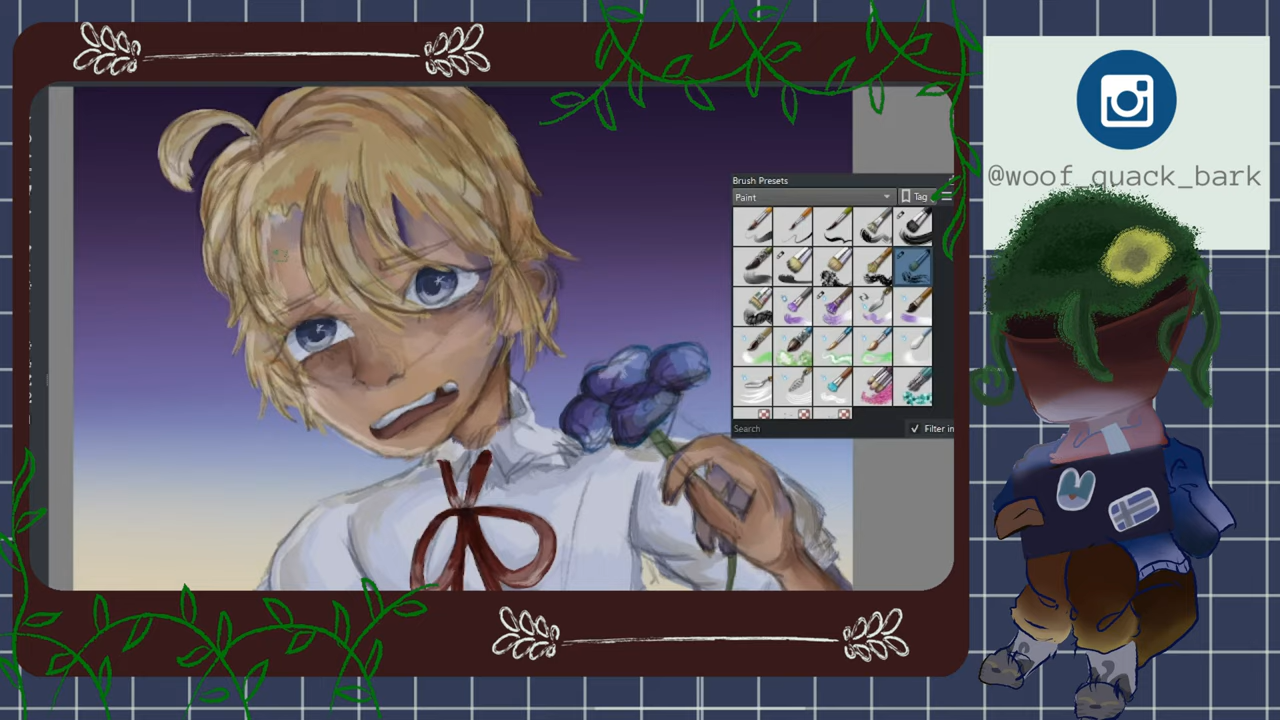 Brush Presets
Paint
Tag
Search
✓ Filter in
@woof_quack_bark